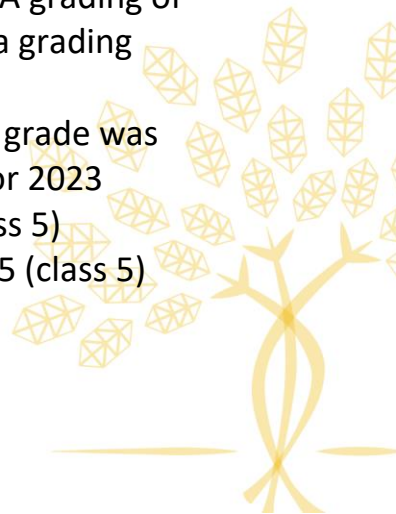 A grading of
a grading
grade was
or 2023
ss 5)
5 (class 5)